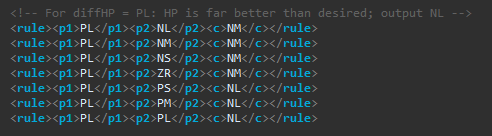 <!-- For diffHP = PL: HP is far better than desired; output NL -->
<rule><p1>PL</p1><p2>NL</p2><c>NM</c></rule>
<rule><p1>PL</p1><p2>NM</p2><c>NM</c></rule>
<rule><p1>PL</p1><p2>NS</p2><c>NM</c></rule>
<rule><p1>PL</p1><p2>ZR</p2><c>NM</c></rule>
<rule><p1>PL</p1><p2>PS</p2><c>NL</c></rule>
<rule><p1>PL</p1><p2>PM</p2><c>NL</c></rule>
<rule><p1>PL</p1><p2>PL</p2><c>NL</c></rule>